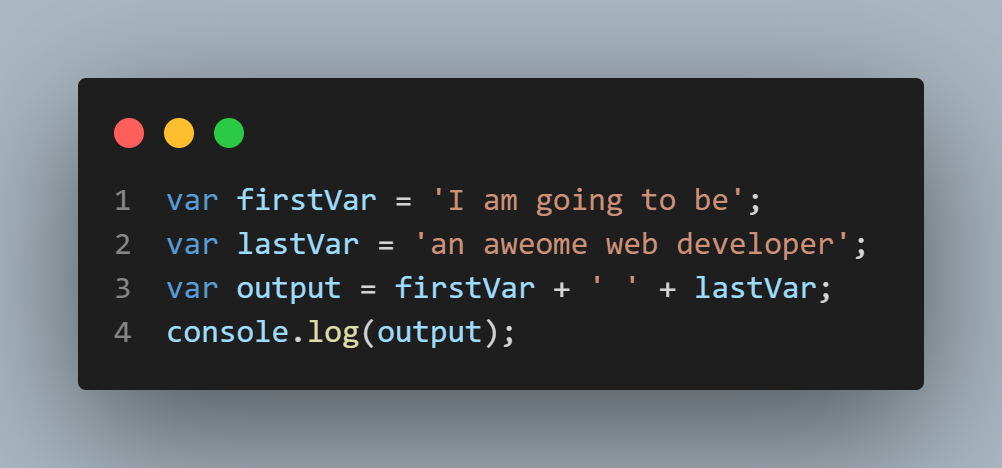 1 var firstVar = 'I am going to be';
2 var lastVar = 'an aweome web developer';
3 var output = firstVar + ' ' + lastVar;
4 console.log(output);